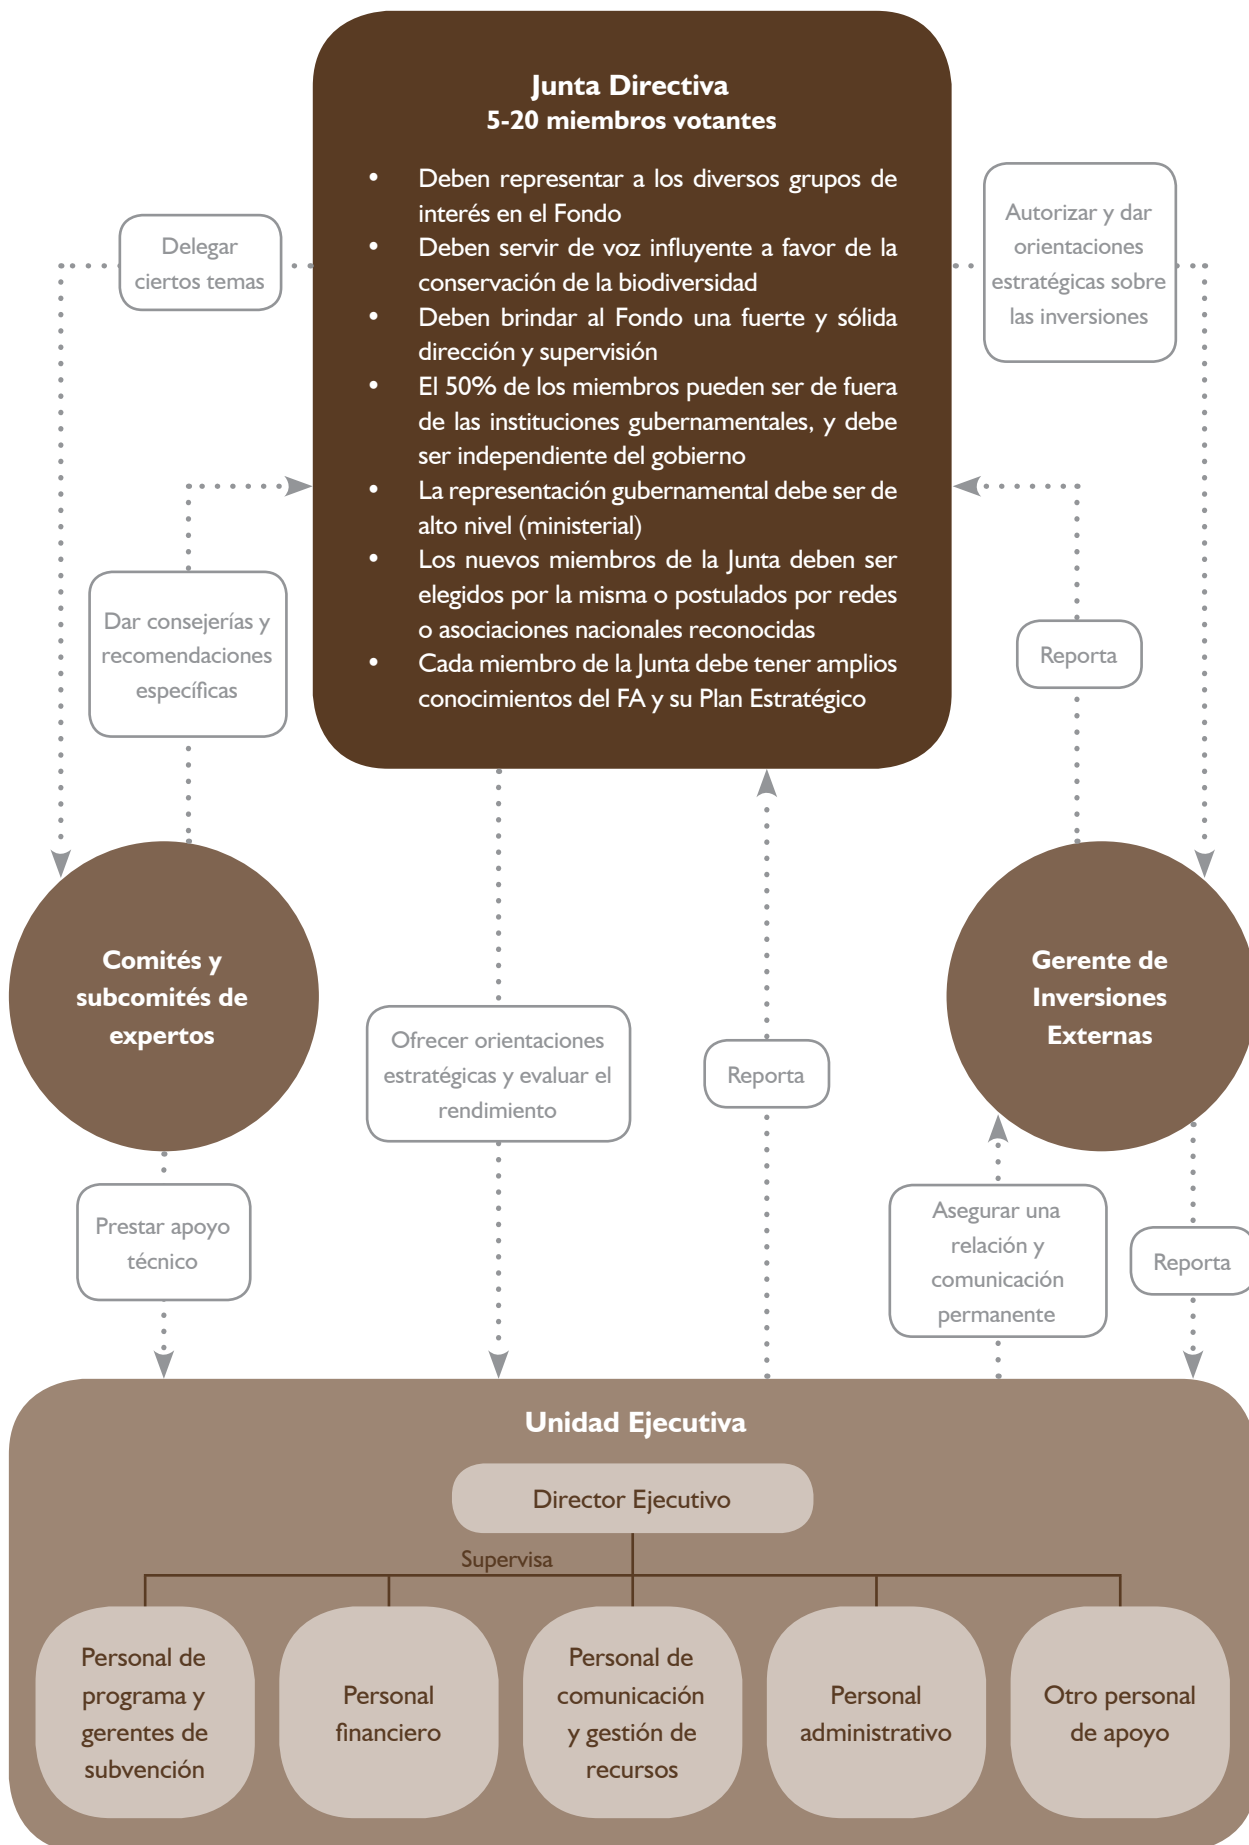 Junta Directiva
5-20 miembros votantes
• Deben representar a los diversos grupos de
interés en el Fondo
• Deben servir de voz influyente a favor de la
conservación de la biodiversidad
• Deben brindar al Fondo una fuerte y sólida
dirección y supervisión
• El 50% de los miembros pueden ser de fuera
de las instituciones gubernamentales, y debe
ser independiente del gobierno
• La representación gubernamental debe ser de
alto nivel (ministerial)
• Los nuevos miembros de la Junta deben ser
elegidos por la misma o postulados por redes
o asociaciones nacionales reconocidas
• Cada miembro de la Junta debe tener amplios
conocimientos del FA y su Plan Estratégico
Delegar
ciertos temas
Autorizar y dar
orientaciones
estratégicas sobre
las inversiones
Dar consejerías y
recomendaciones
específicas
Reporta
Comités y
subcomités de
expertos
Gerente de
Inversiones
Externas
Ofrecer orientaciones
estratégicas y evaluar el
rendimiento
Reporta
Prestar apoyo
técnico
Asegurar una
relación y
comunicación
permanente
Reporta
Unidad Ejecutiva
Director Ejecutivo
Supervisa
Personal de
programa y
gerentes de
subvención
Personal
financiero
Personal de
comunicación
y gestión de
recursos
Personal
administrativo
Otro personal
de apoyo